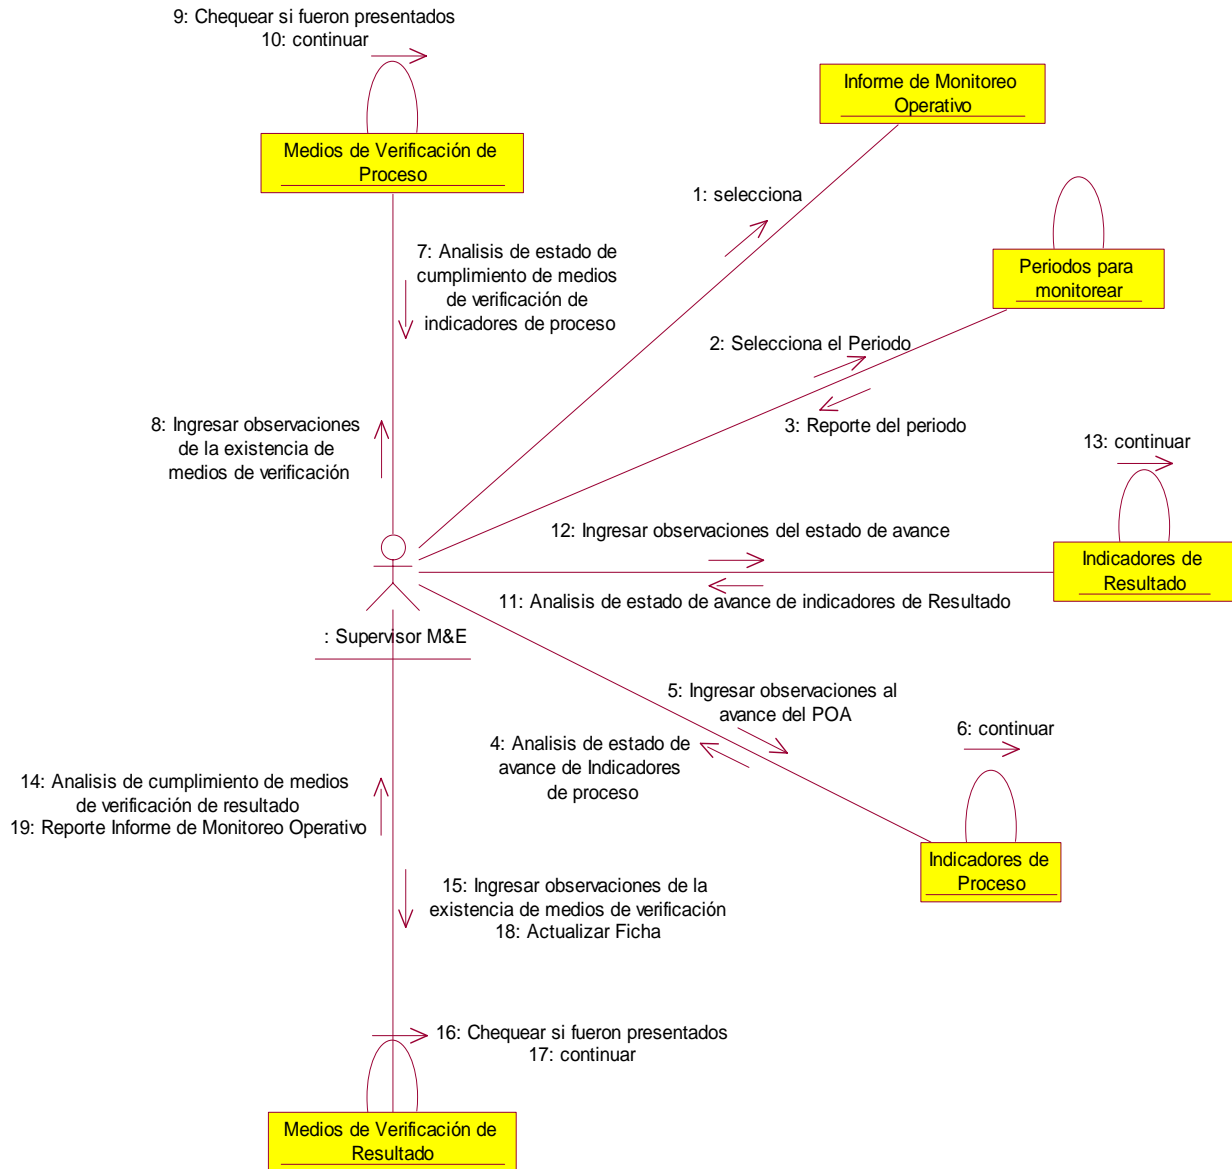 9: Chequear si fueron presentados
10: continuar
Medios de Verificación de
Proceso
Informe de Monitoreo
Operativo
1: selecciona
7: Analisis de estado de
cumplimiento de medios
de verificación de
indicadores de proceso
Periodos para
monitorear
2: Selecciona el Periodo
3: Reporte del periodo
8: Ingresar observaciones
de la existencia de
medios de verificación
13: continuar
12: Ingresar observaciones del estado de avance
Indicadores de
Resultado
11: Analisis de estado de avance de indicadores de Resultado
: Supervisor M&E
5: Ingresar observaciones al
avance del POA
4: Analisis de estado de
avance de Indicadores
de proceso
6: continuar
Indicadores de
Proceso
14: Analisis de cumplimiento de medios
de verificación de resultado
19: Reporte Informe de Monitoreo Operativo
15: Ingresar observaciones de la
existencia de medios de verificación
18: Actualizar Ficha
16: Chequear si fueron presentados
17: continuar
Medios de Verificación de
Resultado